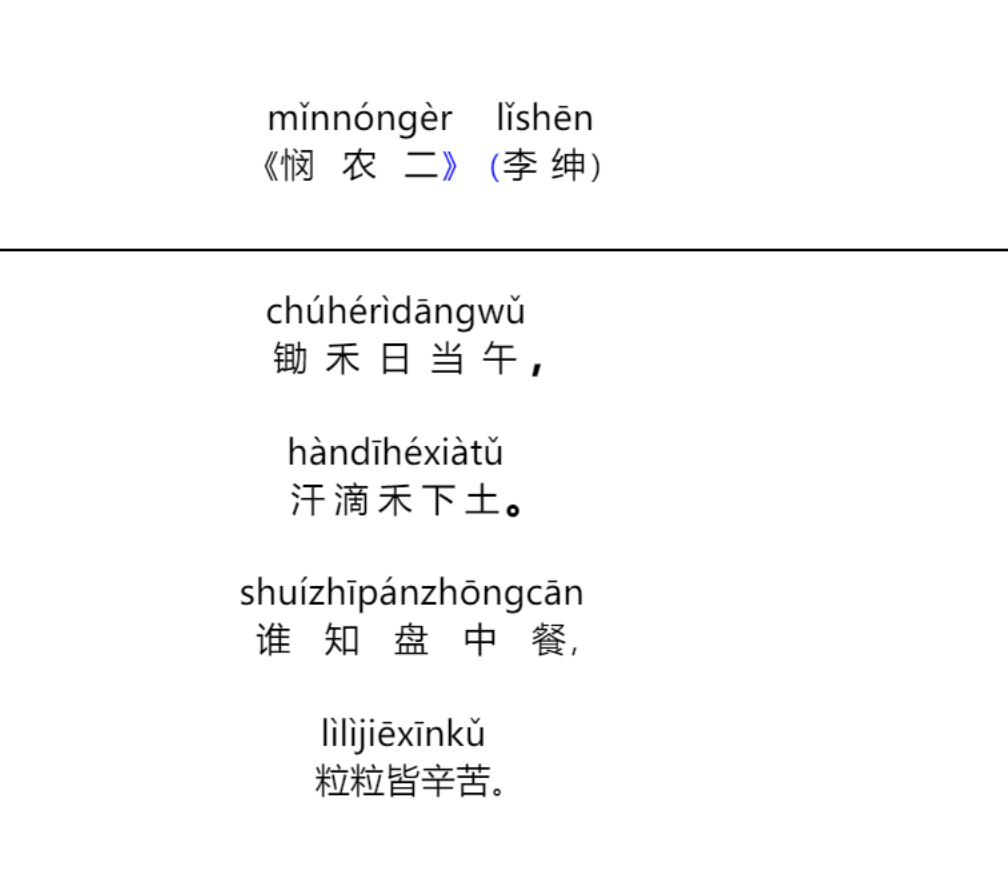 mǐnnóngèr lǐshēn
《悯农二》(李绅)
chúhérìdāngwǔ
锄禾日当午,
hàndīhéxiàtǔ
汗滴禾下土。
shuízhīpánzhōngcān
谁知盘中餐,
lìlìjiēxīnkǔ
粒粒皆辛苦。